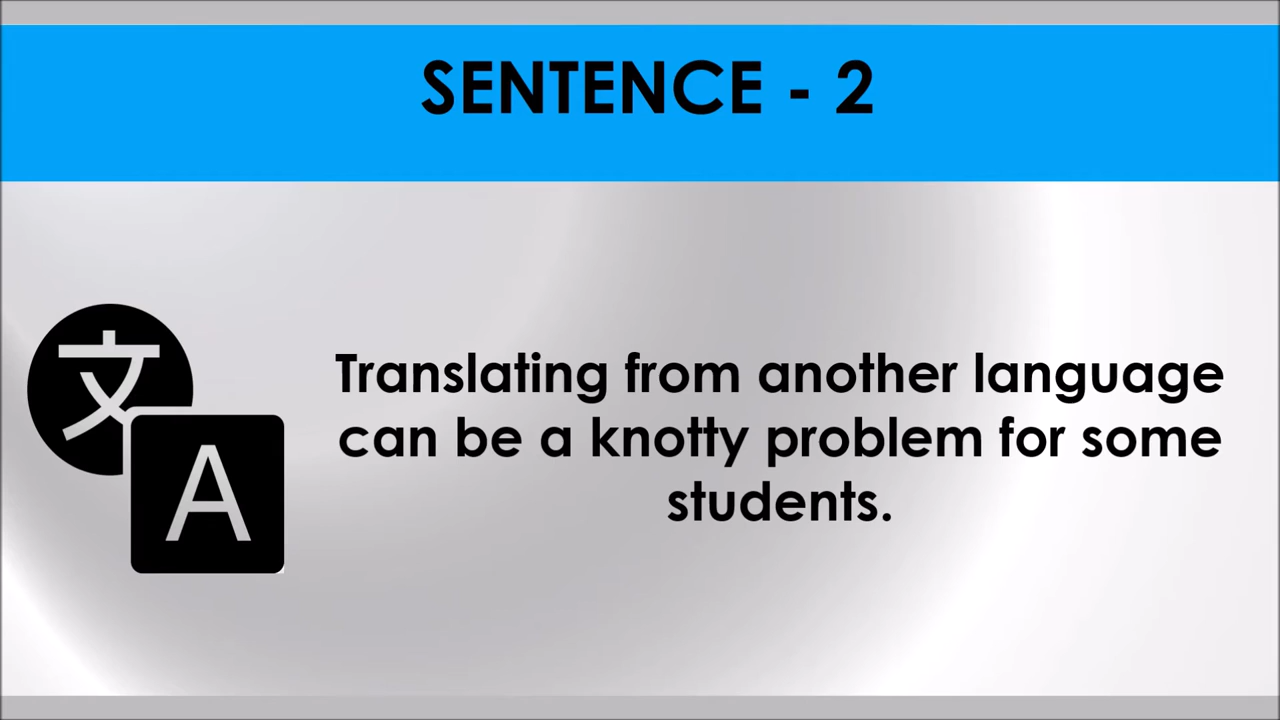 SENTENCE - 2
文
A
Translating from another language
can be a knotty problem for some
students.